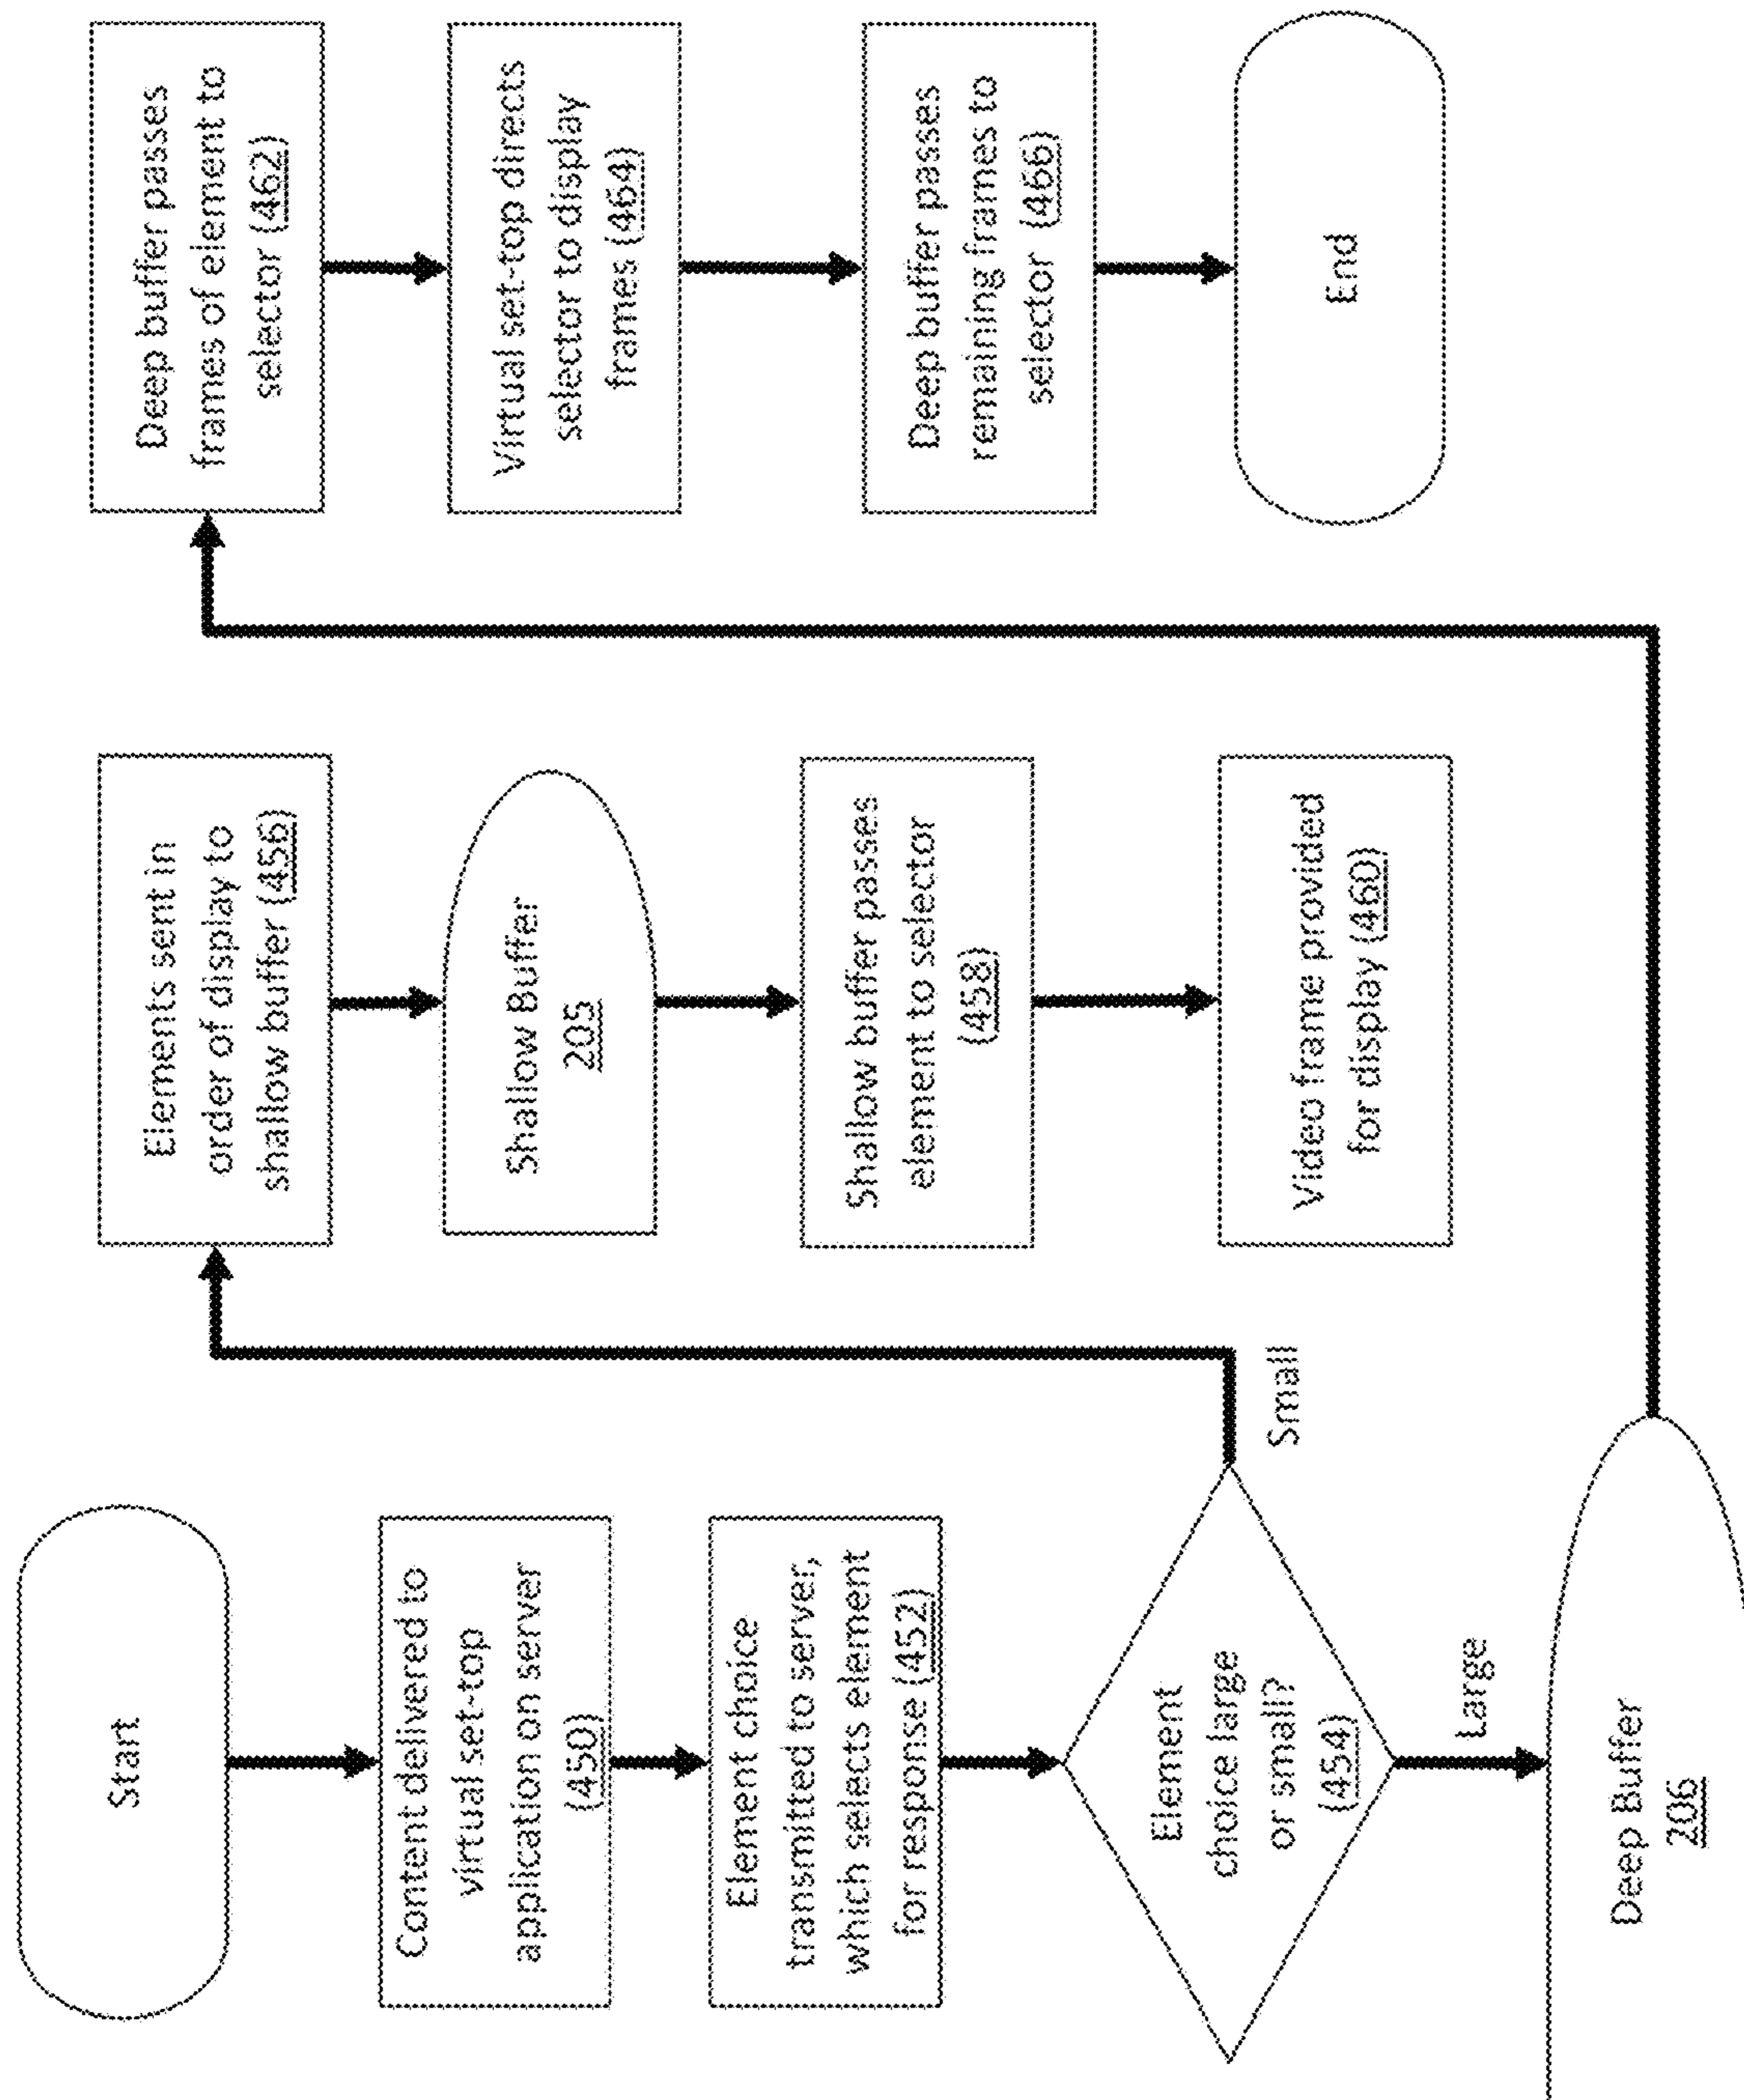 Start
Content delivered to
virtual set-top
application on server
(450)
Element choice
transmitted to server,
which selects element
for response (452)
Element
choice large
or small?
(454)
Small
Large
Deep Buffer
206
Elements sent in
order of display to
shallow buffer (456)
Shallow Buffer
205
Shallow buffer passes
element to selector
(458)
Video frame provided
for display (460)
Deep buffer passes
frames of element to
selector (462)
Virtual set-top directs
selector to display
frames (464)
Deep buffer passes
remaining frames to
selector (466)
End